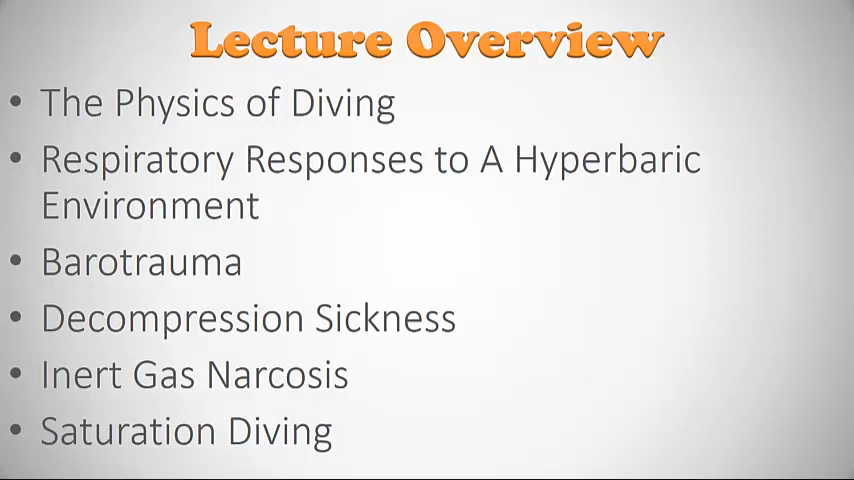 Lecture Overview
• The Physics of Diving
• Respiratory Responses to A Hyperbaric
Environment
• Barotrauma
• Decompression Sickness
• Inert Gas Narcosis
• Saturation Diving